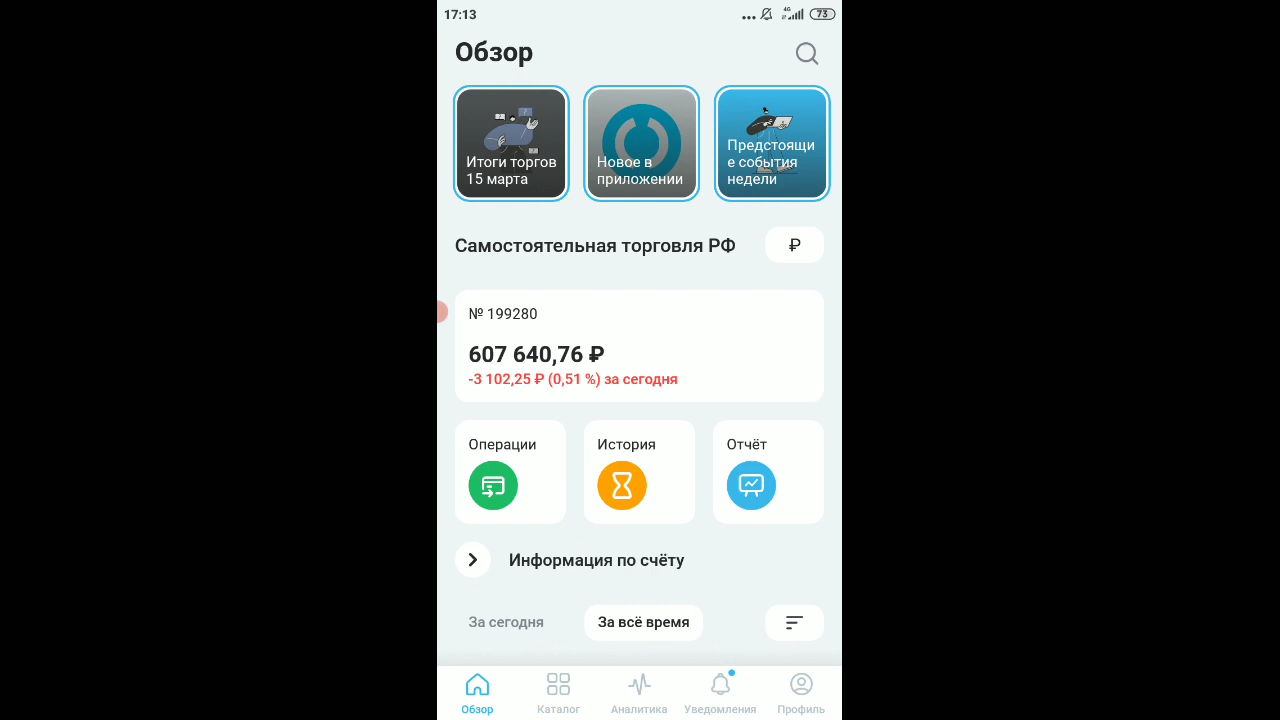 17:13
4G
73
Обзор
Итоги торгов
15 марта
Новое в
приложении
Предстоящи
е события
недели
Самостоятельная торговля РФ
₽
№ 199280
607 640,76 ₽
-3 102,25 ₽ (0,51 %) за сегодня
Операции
История
Отчёт
Информация по счёту
За сегодня
За всё время
Обзор
Каталог
Аналитика
Уведомления
Профиль